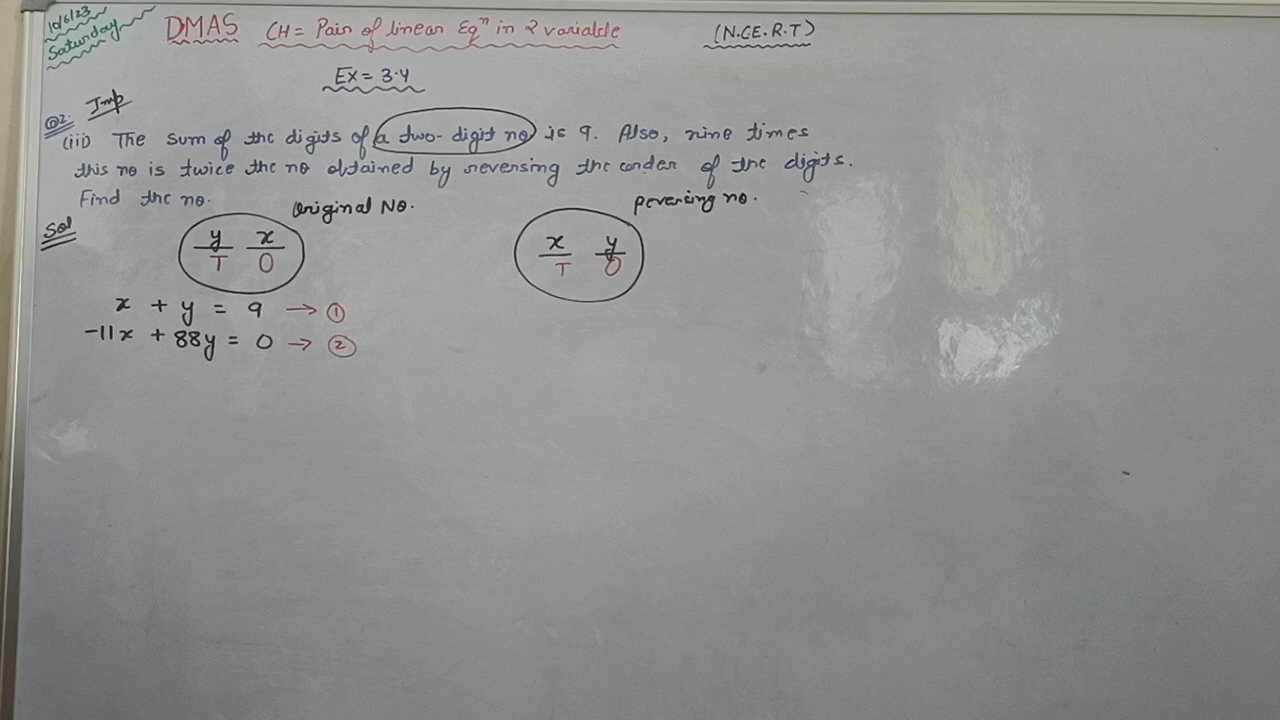 10/6/23
Saturday
DMAS CH = Pair of linear Eqⁿ in 2 variable (N.C.E.R.T)
Ex = 3.4
Imp
Q2.
(iii) The sum of the digits of a two-digit no is 9. Also, nine times
this no is twice the no obtained by reversing the order of the digits.
Find the no.
Sol Original No. reversing no.
y x x y
T O T O
x + y = 9 → ①
-11x + 88y = 0 → ②